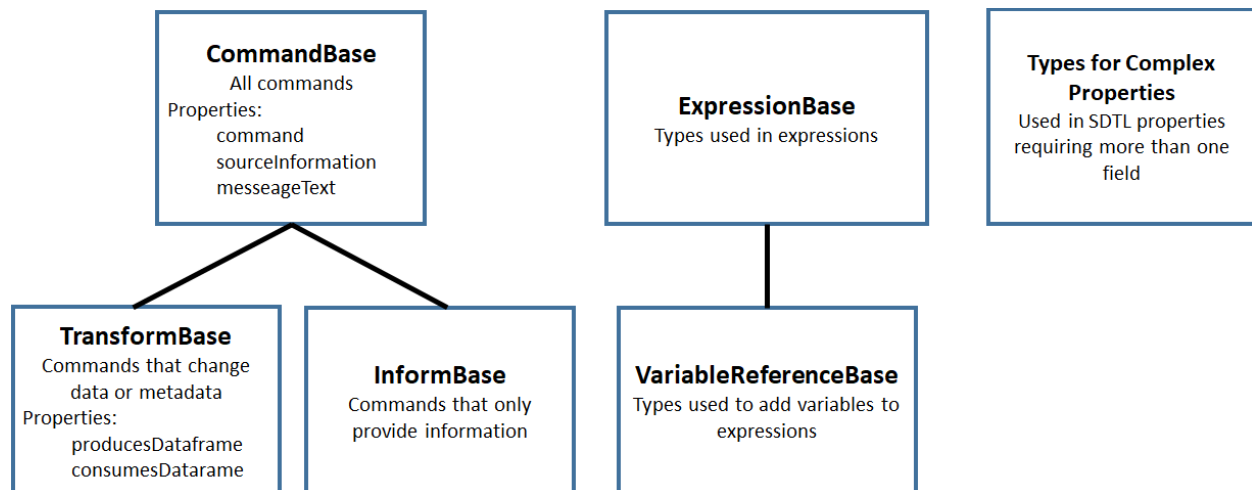 CommandBase
All commands
Properties:
command
sourceInformation
messeageText
ExpressionBase
Types used in expressions
Types for Complex
Properties
Used in SDTL properties
requiring more than one
field
TransformBase
Commands that change
data or metadata
Properties:
producesDataframe
consumesDatarame
InformBase
Commands that only
provide information
VariableReferenceBase
Types used to add variables to
expressions